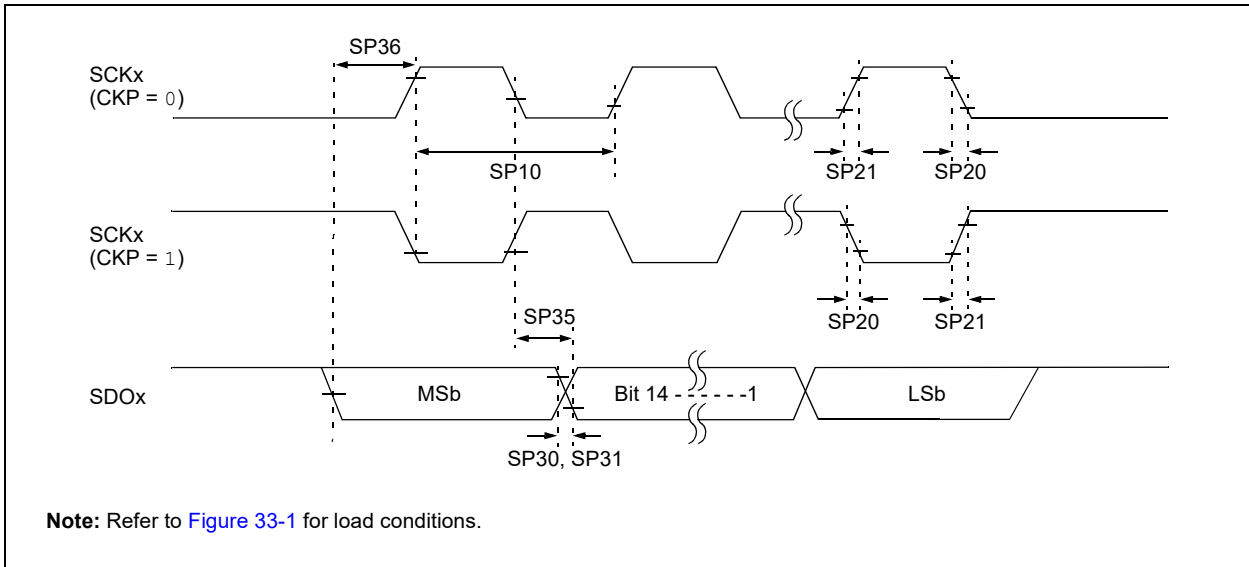 SP36
SCKx
(CKP = 0)
SP10
SP21
SP20
SCKx
(CKP = 1)
SP35
SP20
SP21
SDOx
MSb
Bit 14 - - - - - -1
LSb
SP30, SP31
Note: Refer to Figure 33-1 for load conditions.